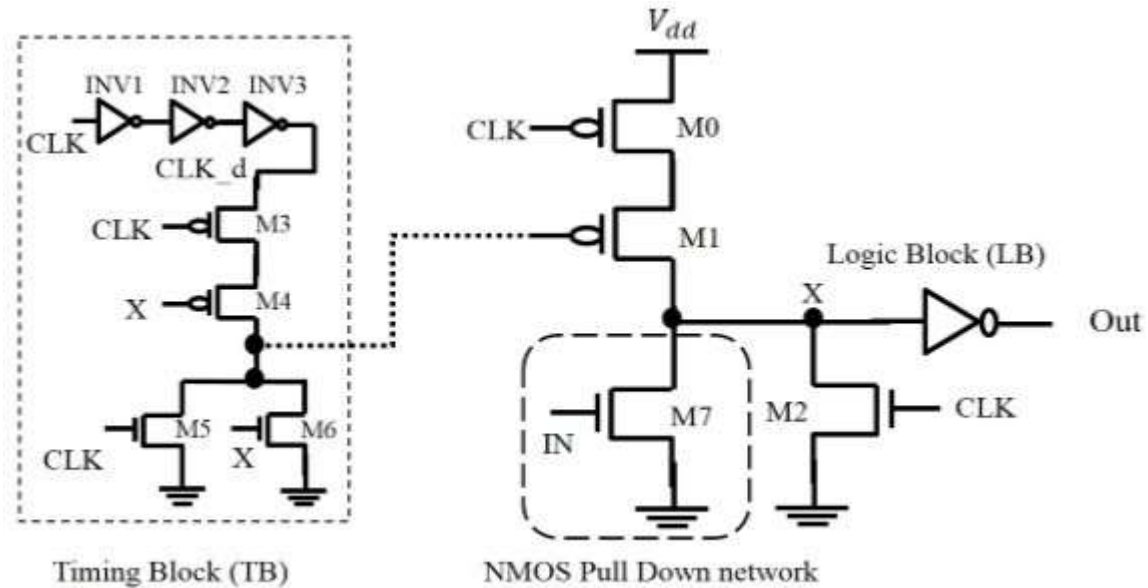 V_dd
INV1 INV2 INV3
CLK
CLK_d
CLK M0
CLK M3
M1
Logic Block (LB)
X M4
X
Out
M5 M6
CLK X
IN M7
M2 CLK
Timing Block (TB)
NMOS Pull Down network